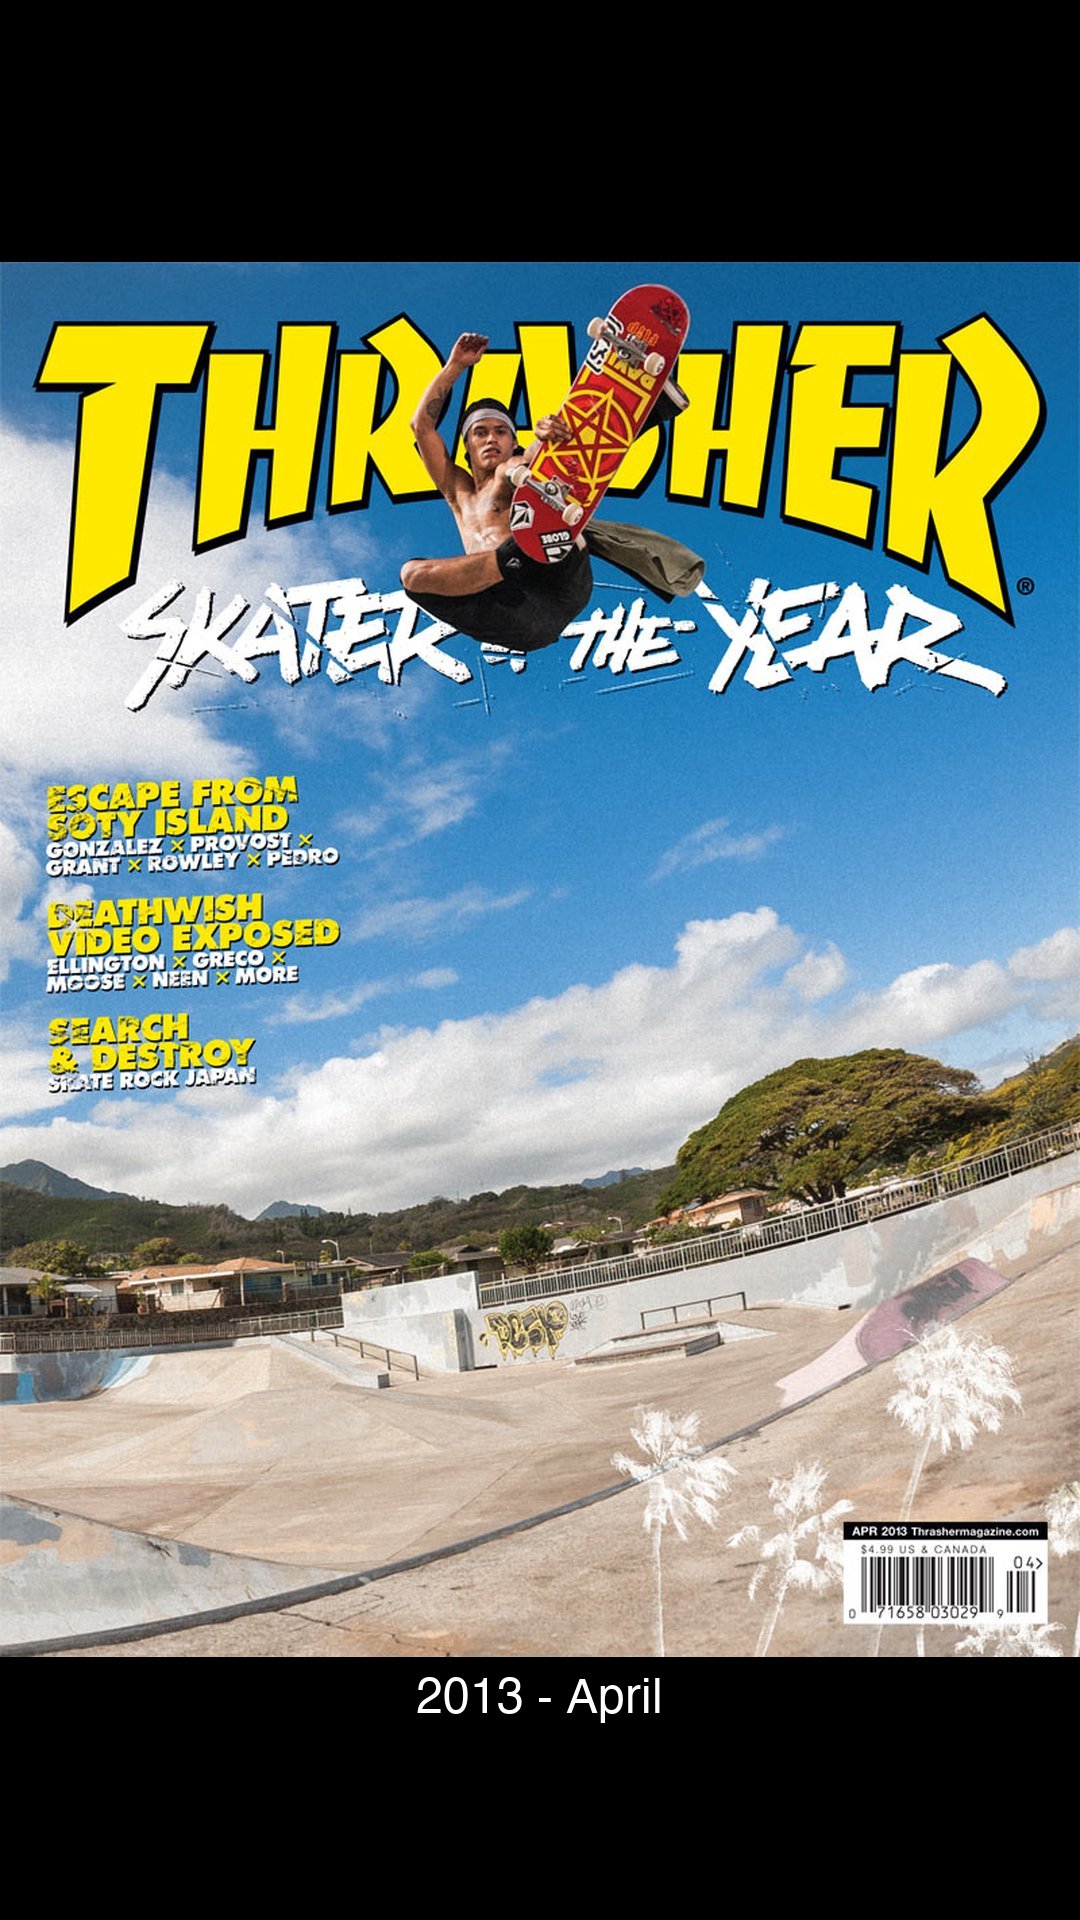 THRASHER®
SKATER OF THE YEAR
ESCAPE FROM
SOTY ISLAND
GONZALEZ × PROVOST ×
GRANT × ROWLEY × PEDRO
DEATHWISH
VIDEO EXPOSED
ELLINGTON × GRECO ×
MOOSE × NEEN × MORE
SEARCH
& DESTROY
SKATE ROCK JAPAN
GLOBE
APR 2013 Thrashermagazine.com
$4.99 US & CANADA
04>
0 71658 03029 9
2013 - April